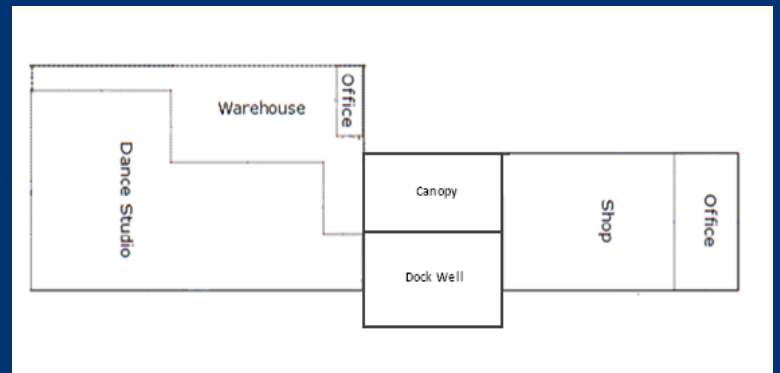 Office
Warehouse
Dance Studio
Canopy
Shop
Office
Dock Well